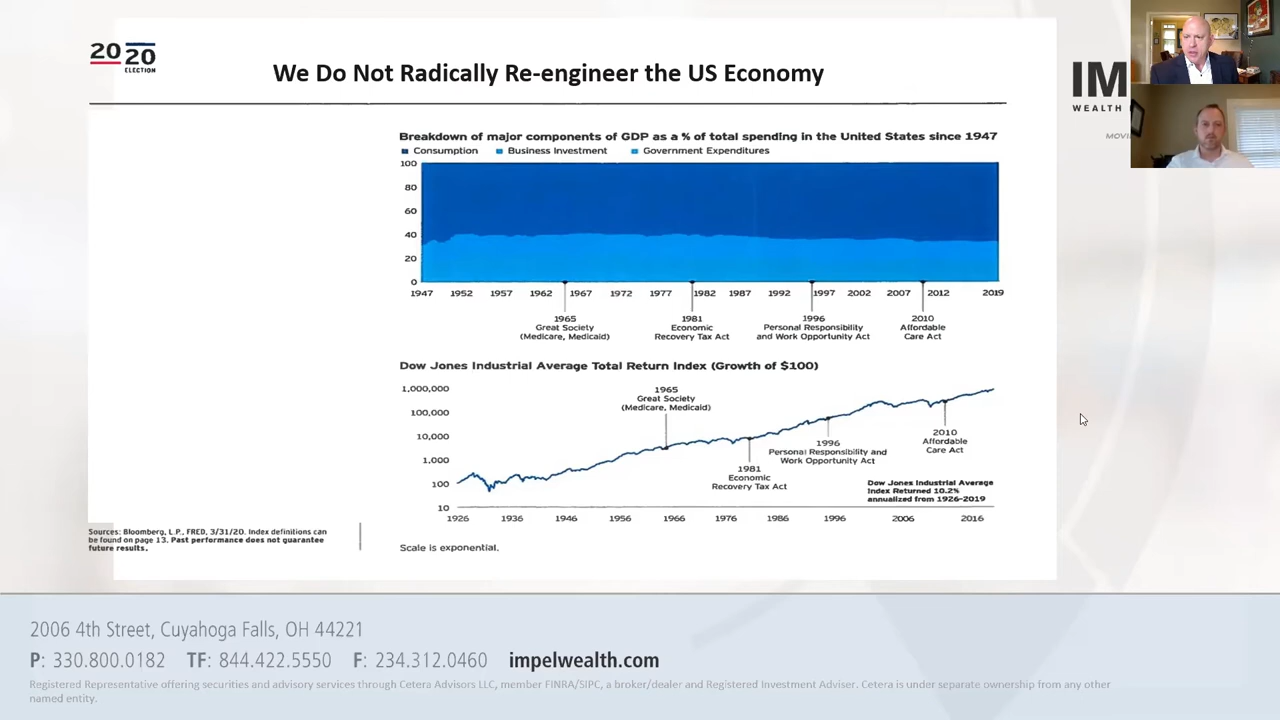 20 20
ELECTION
We Do Not Radically Re-engineer the US Economy
IM
WEALTH
Breakdown of major components of GDP as a % of total spending in the United States since 1947
Consumption Business Investment Government Expenditures
100
80
60
40
20
0
1947 1952 1957 1962 1967 1972 1977 1982 1987 1992 1997 2002 2007 2012 2019
1965
Great Society
(Medicare, Medicaid)
1981
Economic
Recovery Tax Act
1996
Personal Responsibility
and Work Opportunity Act
2010
Affordable
Care Act
Dow Jones Industrial Average Total Return Index (Growth of $100)
1,000,000
100,000
10,000
1,000
100
10
1965
Great Society
(Medicare, Medicaid)
1981
Economic
Recovery Tax Act
1996
Personal Responsibility and
Work Opportunity Act
2010
Affordable
Care Act
Dow Jones Industrial Average
Index Returned 10.2%
annualized from 1926-2019
1926 1936 1946 1956 1966 1976 1986 1996 2006 2016
Scale is exponential.
Sources: Bloomberg, L.P., FRED, 3/31/20. Index definitions can
be found on page 13. Past performance does not guarantee
future results.
2006 4th Street, Cuyahoga Falls, OH 44221
P: 330.800.0182 TF: 844.422.5550 F: 234.312.0460 impelwealth.com
Registered Representative offering securities and advisory services through Cetera Advisors LLC, member FINRA/SIPC, a broker/dealer and Registered Investment Adviser. Cetera is under separate ownership from any other
named entity.